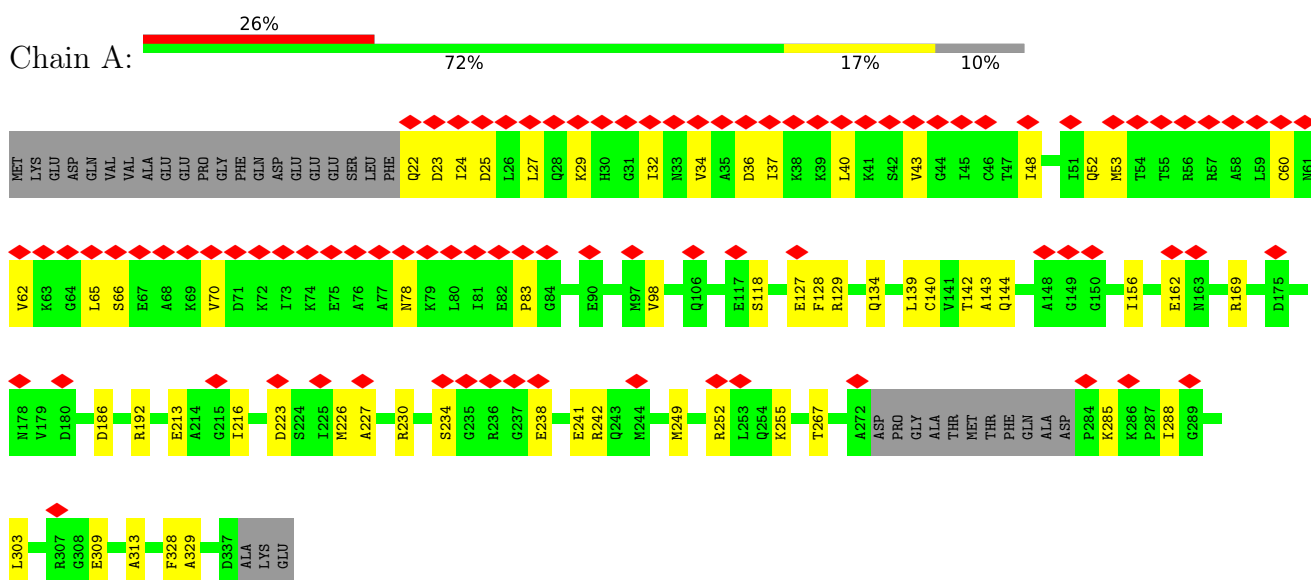 26%
Chain A:
72% 17% 10%
MET LYS GLU ASP GLN VAL VAL ALA GLU GLU PRO GLY PHE GLN ASP GLU GLU GLU SER LEU PHE Q22 D23 I24 D25 L26 L27 Q28 K29 H30 G31 I32 N33 V34 A35 D36 I37 K38 K39 L40 K41 S42 V43 G44 I45 C46 T47 I48 I51 Q52 M53 T54 T55 R56 R57 A58 L59 C60 N61
V62 K63 G64 L65 S66 E67 A68 K69 V70 D71 K72 I73 K74 E75 A76 A77 N78 K79 L80 I81 E82 P83 G84 E90 M97 V98 Q106 E117 S118 E127 F128 R129 Q134 L139 C140 V141 T142 A143 Q144 A148 G149 G150 I156 E162 N163 R169 D175
N178 V179 D180 D186 R192 E213 A214 G215 I216 D223 S224 I225 M226 A227 R230 S234 G235 R236 G237 E238 E241 R242 Q243 M244 M249 R252 L253 Q254 K255 T267 A272 ASP PRO GLY ALA THR MET THR PHE GLN ALA ASP P284 K285 K286 P287 I288 G289
L303 R307 G308 E309 A313 F328 A329 D337 ALA LYS GLU